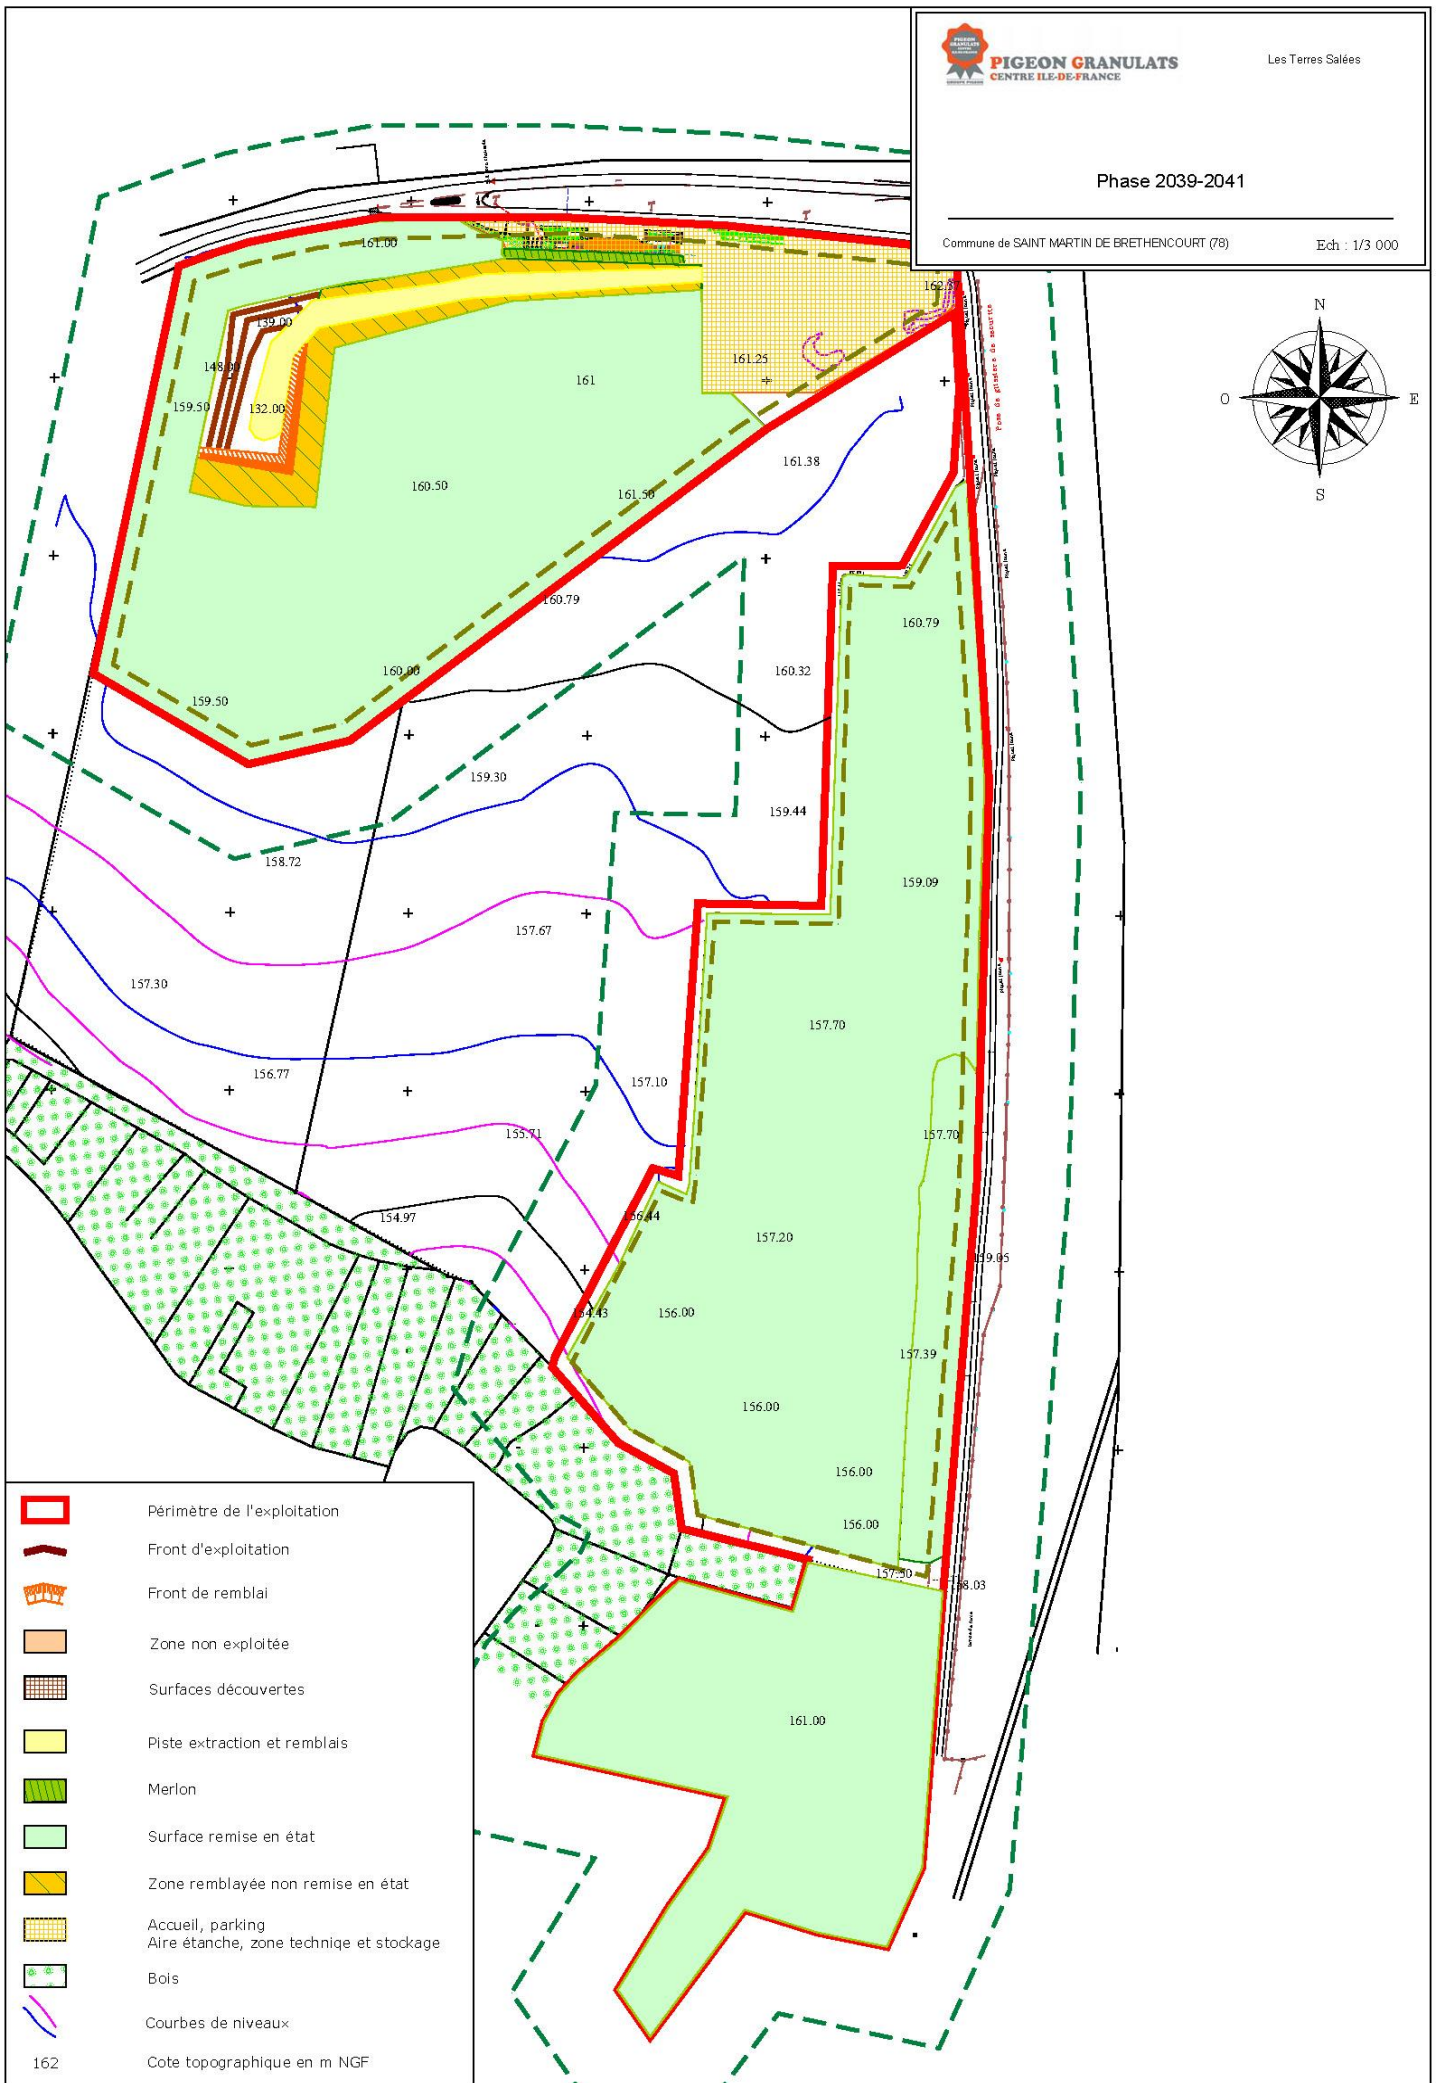 PIGEON GRANULATS
CENTRE ILE-DE-FRANCE
Les Terres Salées
Phase 2039-2041
Commune de SAINT MARTIN DE BRETHENCOURT (78)
Ech : 1/3 000
N
O
E
S
161.00
139.00
148.00
159.50
132.00
161
161.25
160.50
161.50
161.38
160.79
160.00
159.50
160.79
160.32
159.30
159.44
158.72
159.09
157.67
157.30
157.70
156.77
157.10
155.71
157.70
154.97
156.44
157.20
159.05
154.43
156.00
157.39
156.00
156.00
156.00
157.50
161.00
Périmètre de l'exploitation
Front d'exploitation
Front de remblai
Zone non exploitée
Surfaces découvertes
Piste extraction et remblais
Merlon
Surface remise en état
Zone remblayée non remise en état
Accueil, parking
Aire étanche, zone techniqe et stockage
Bois
Courbes de niveaux
162
Cote topographique en m NGF